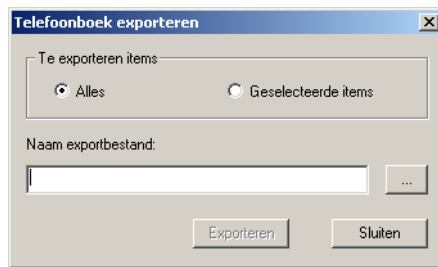 Telefoonboek exporteren
Te exporteren items
Alles
Geselecteerde items
Naam exportbestand:
...
Exporteren
Sluiten